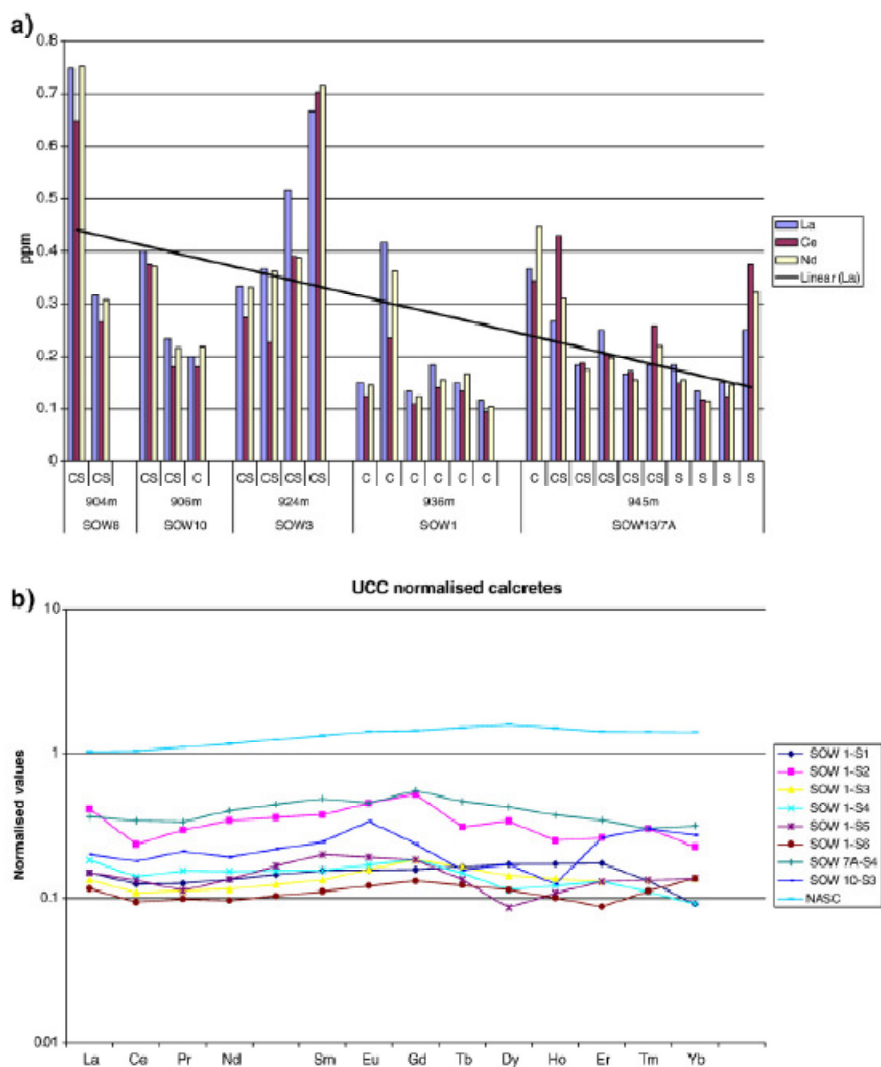 a)
0.8
0.7
0.6
0.5
0.4
0.3
0.2
0.1
0
ppm
La
Ce
Nd
Linear (La)
CS CS CS CS C CS CS CS CS C C C C C C C CS CS CS CS CS S S S S
904m 906m 924m 936m 945m
SOW8 SOW10 SOW3 SOW1 SOW13/7A
b)
UCC normalised calcretes
10
1
0.1
0.01
Normalised values
SOW 1-S1
SOW 1-S2
SOW 1-S3
SOW 1-S4
SOW 1-S5
SOW 1-S6
SOW 7A-S4
SOW 10-S3
NASC
La Ce Pr Nd Sm Eu Gd Tb Dy Ho Er Tm Yb